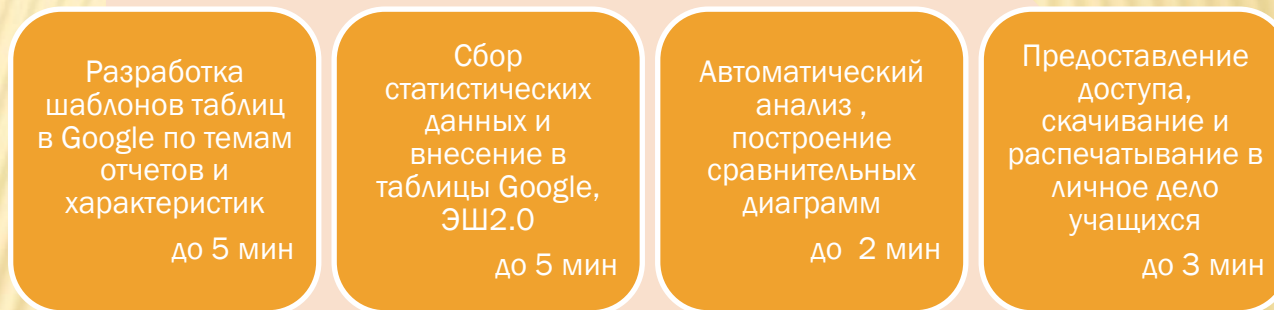 Разработка
шаблонов таблиц
в Google по темам
отчетов и
характеристик
до 5 мин
Сбор
статистических
данных и
внесение в
таблицы Google,
ЭШ2.0
до 5 мин
Автоматический
анализ ,
построение
сравнительных
диаграмм
до  2 мин
Предоставление
доступа,
скачивание и
распечатывание в
личное дело
учащихся
до 3 мин